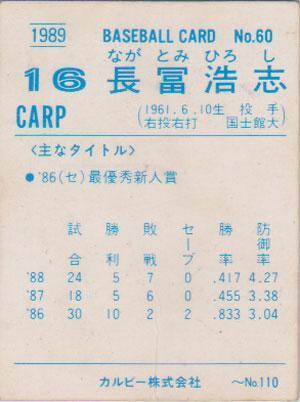 1989 BASEBALL CARD No.60
なが とみ ひろ し
16 長冨浩志
CARP (1961.6.10生 投手
右投右打 国士館大)
〈主なタイトル〉
●'86(セ)最優秀新人賞
試合 勝利 敗戦 セーブ 勝率 防御率
'88 24 5 7 0 .417 4.27
'87 18 5 6 0 .455 3.38
'86 30 10 2 2 .833 3.04
カルビー株式会社 〜No.110